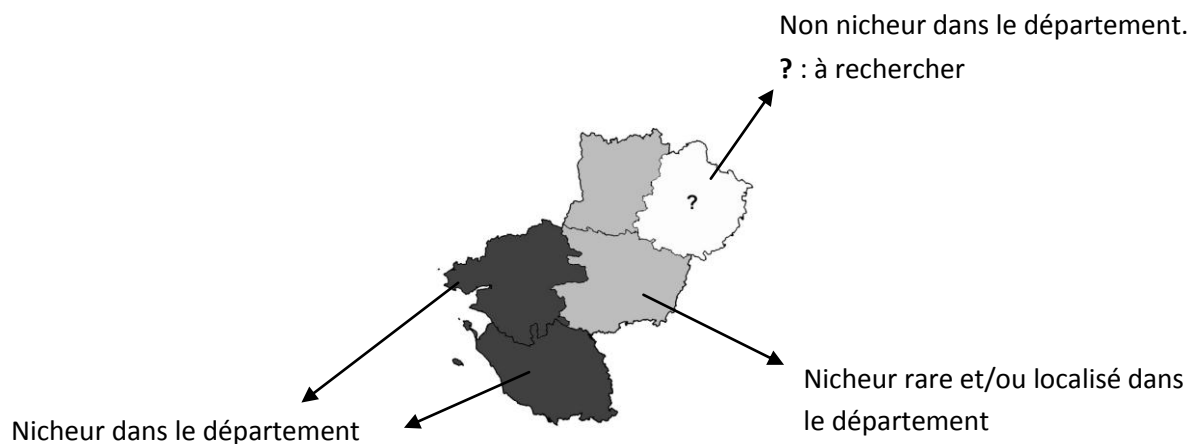 Non nicheur dans le département.
? : à rechercher
?
Nicheur rare et/ou localisé dans
le département
Nicheur dans le département